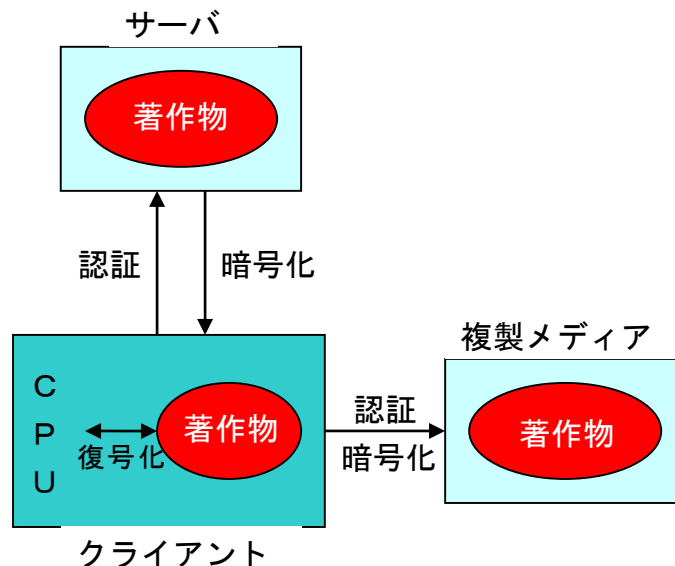 サーバ
著作物
認証
暗号化
複製メディア
CPU
復号化
著作物
認証
暗号化
著作物
クライアント